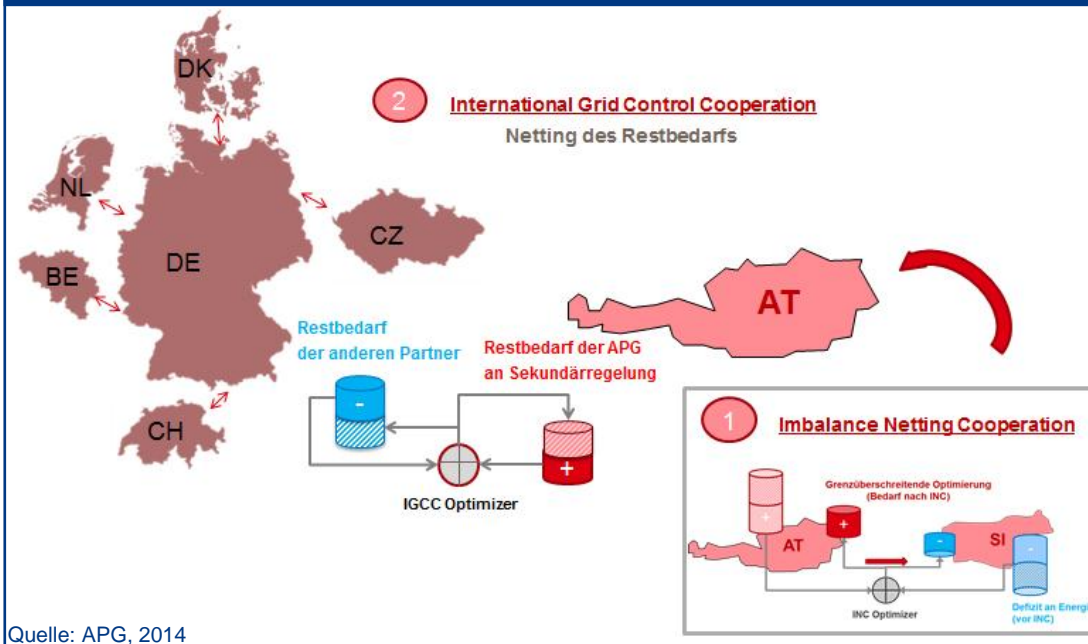 DK
2
International Grid Control Cooperation
Netting des Restbedarfs
NL
CZ
BE
DE
AT
Restbedarf
der anderen Partner
Restbedarf der APG
an Sekundärregelung
-
+
CH
IGCC Optimizer
1
Imbalance Netting Cooperation
Grenzüberschreitende Optimierung
(Bedarf nach INC)
+
+
-
-
AT
SI
INC Optimizer
Defizit an Energi
(vor INC)
Quelle: APG, 2014